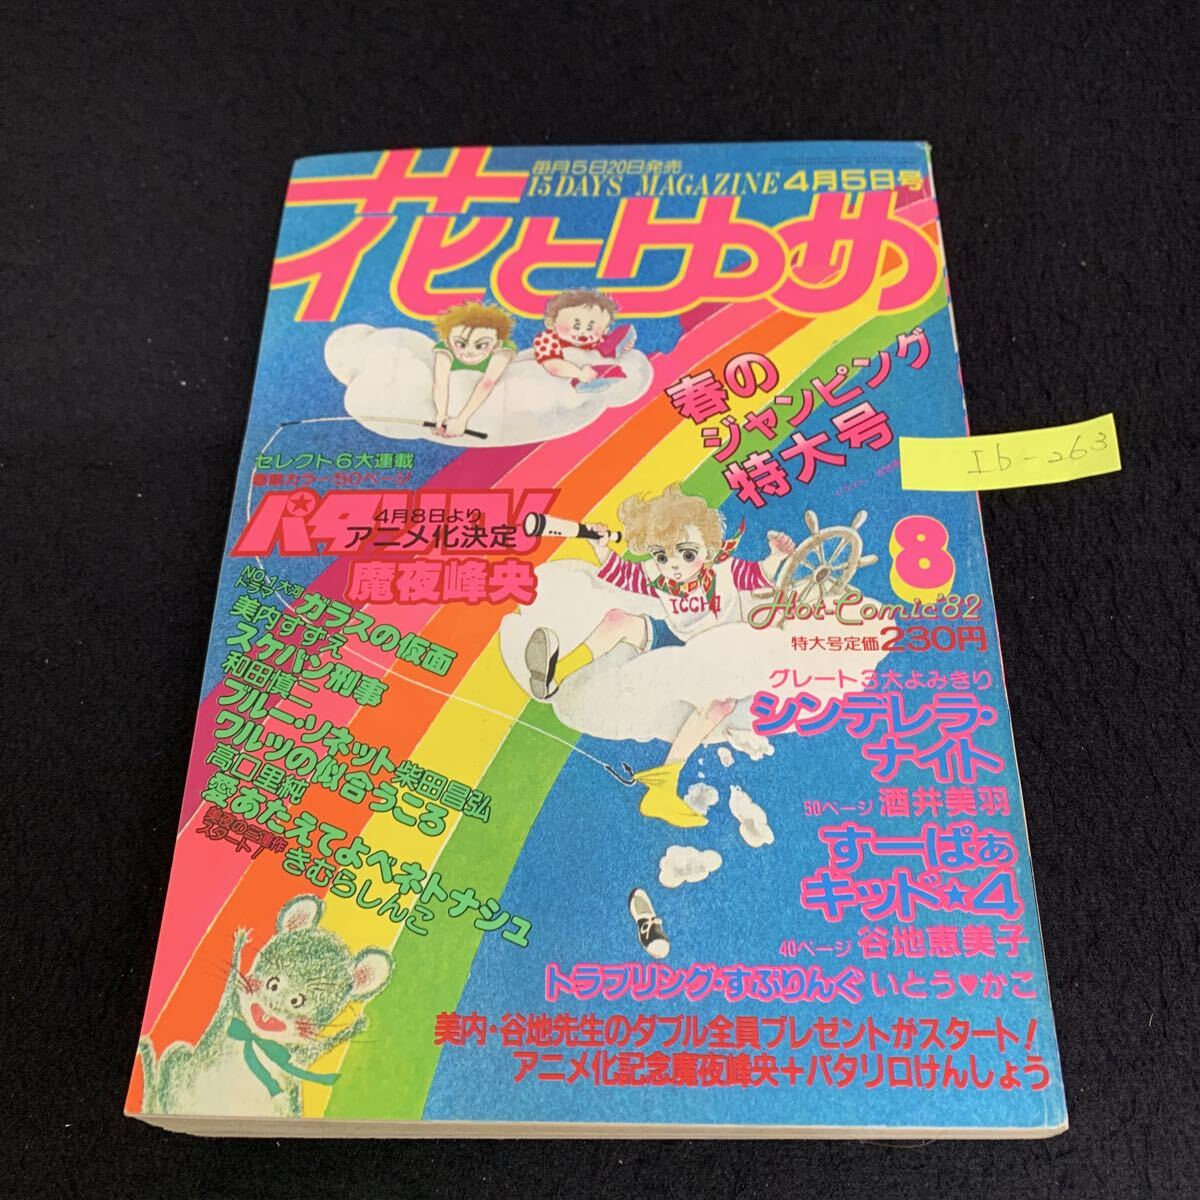 毎月5日20日発売
15DAYS MAGAZINE 4月5日号
花とゆめ
春の
ジャンピング
特大号
Ib-263
セレクト6大連載
巻頭カラー50ページ
パタリロ!
4月8日より
アニメ化決定
魔夜峰央
8
Hot-Comic'82
特大号定価230円
ICCHI
NO.1大河
ドラマ
ガラスの仮面
美内すずえ
スケバン刑事
和田慎二
ブルー・ソネット 柴田昌弘
ワルツの似合うころ
高口里純
愛あたえてよベネトナシュ
スタート!
きむらしんこ
グレート3大よみきり
シンデレラ・
ナイト
50ページ 酒井美羽
すーぱぁ
キッド★4
40ページ 谷地恵美子
トラブリング・すぷりんぐ いとう♥かこ
美内・谷地先生のダブル全員プレゼントがスタート!
アニメ化記念魔夜峰央+パタリロけんしょう